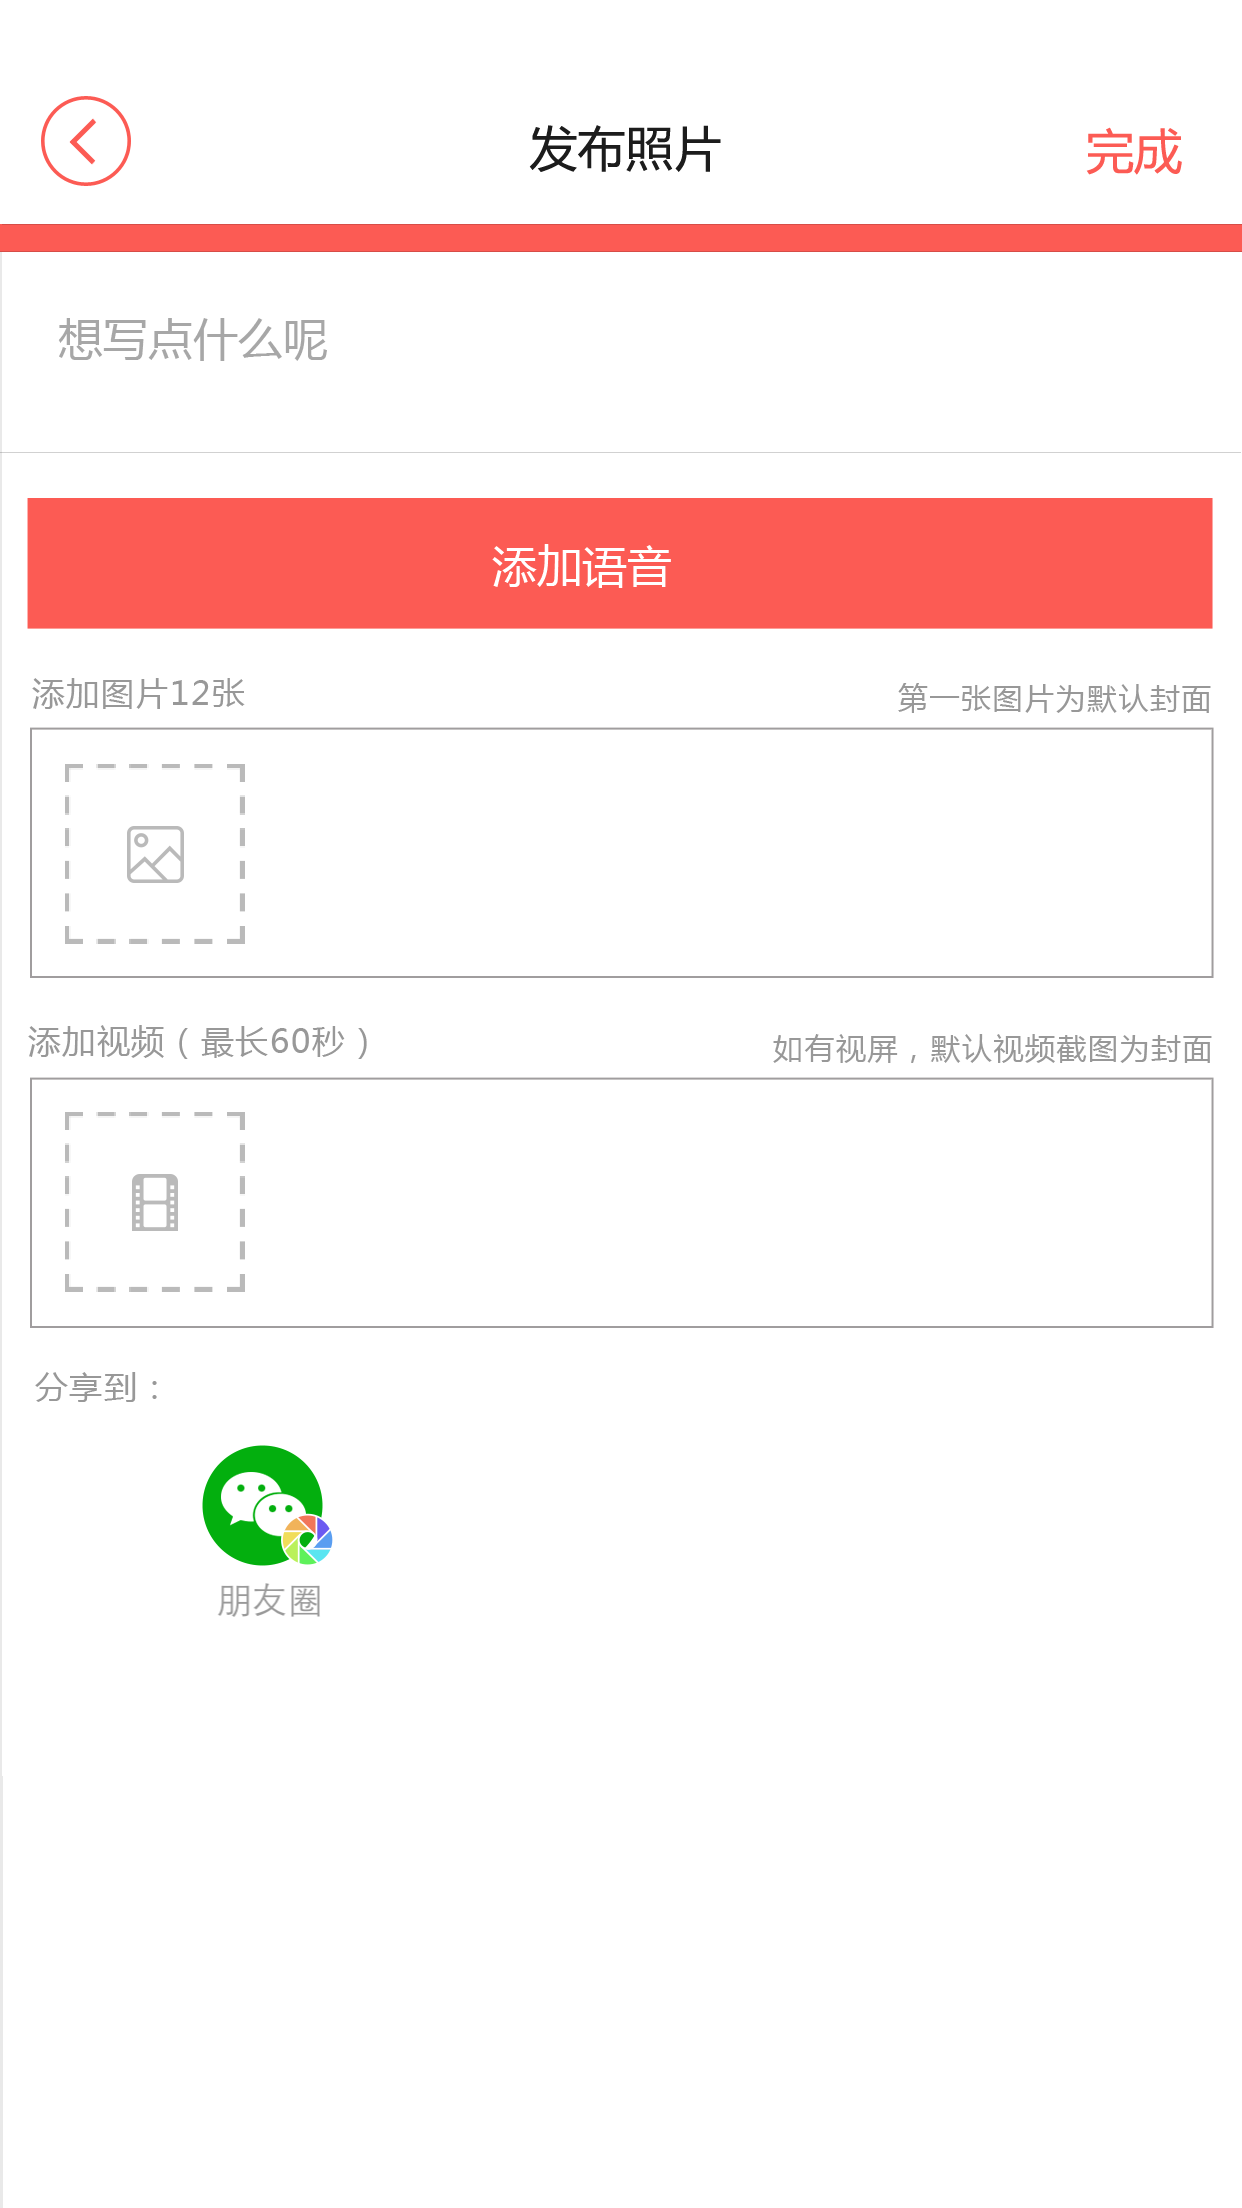 发布照片
完成
想写点什么呢
添加语音
添加图片12张
第一张图片为默认封面
添加视频（最长60秒）
如有视屏，默认视频截图为封面
分享到：
朋友圈